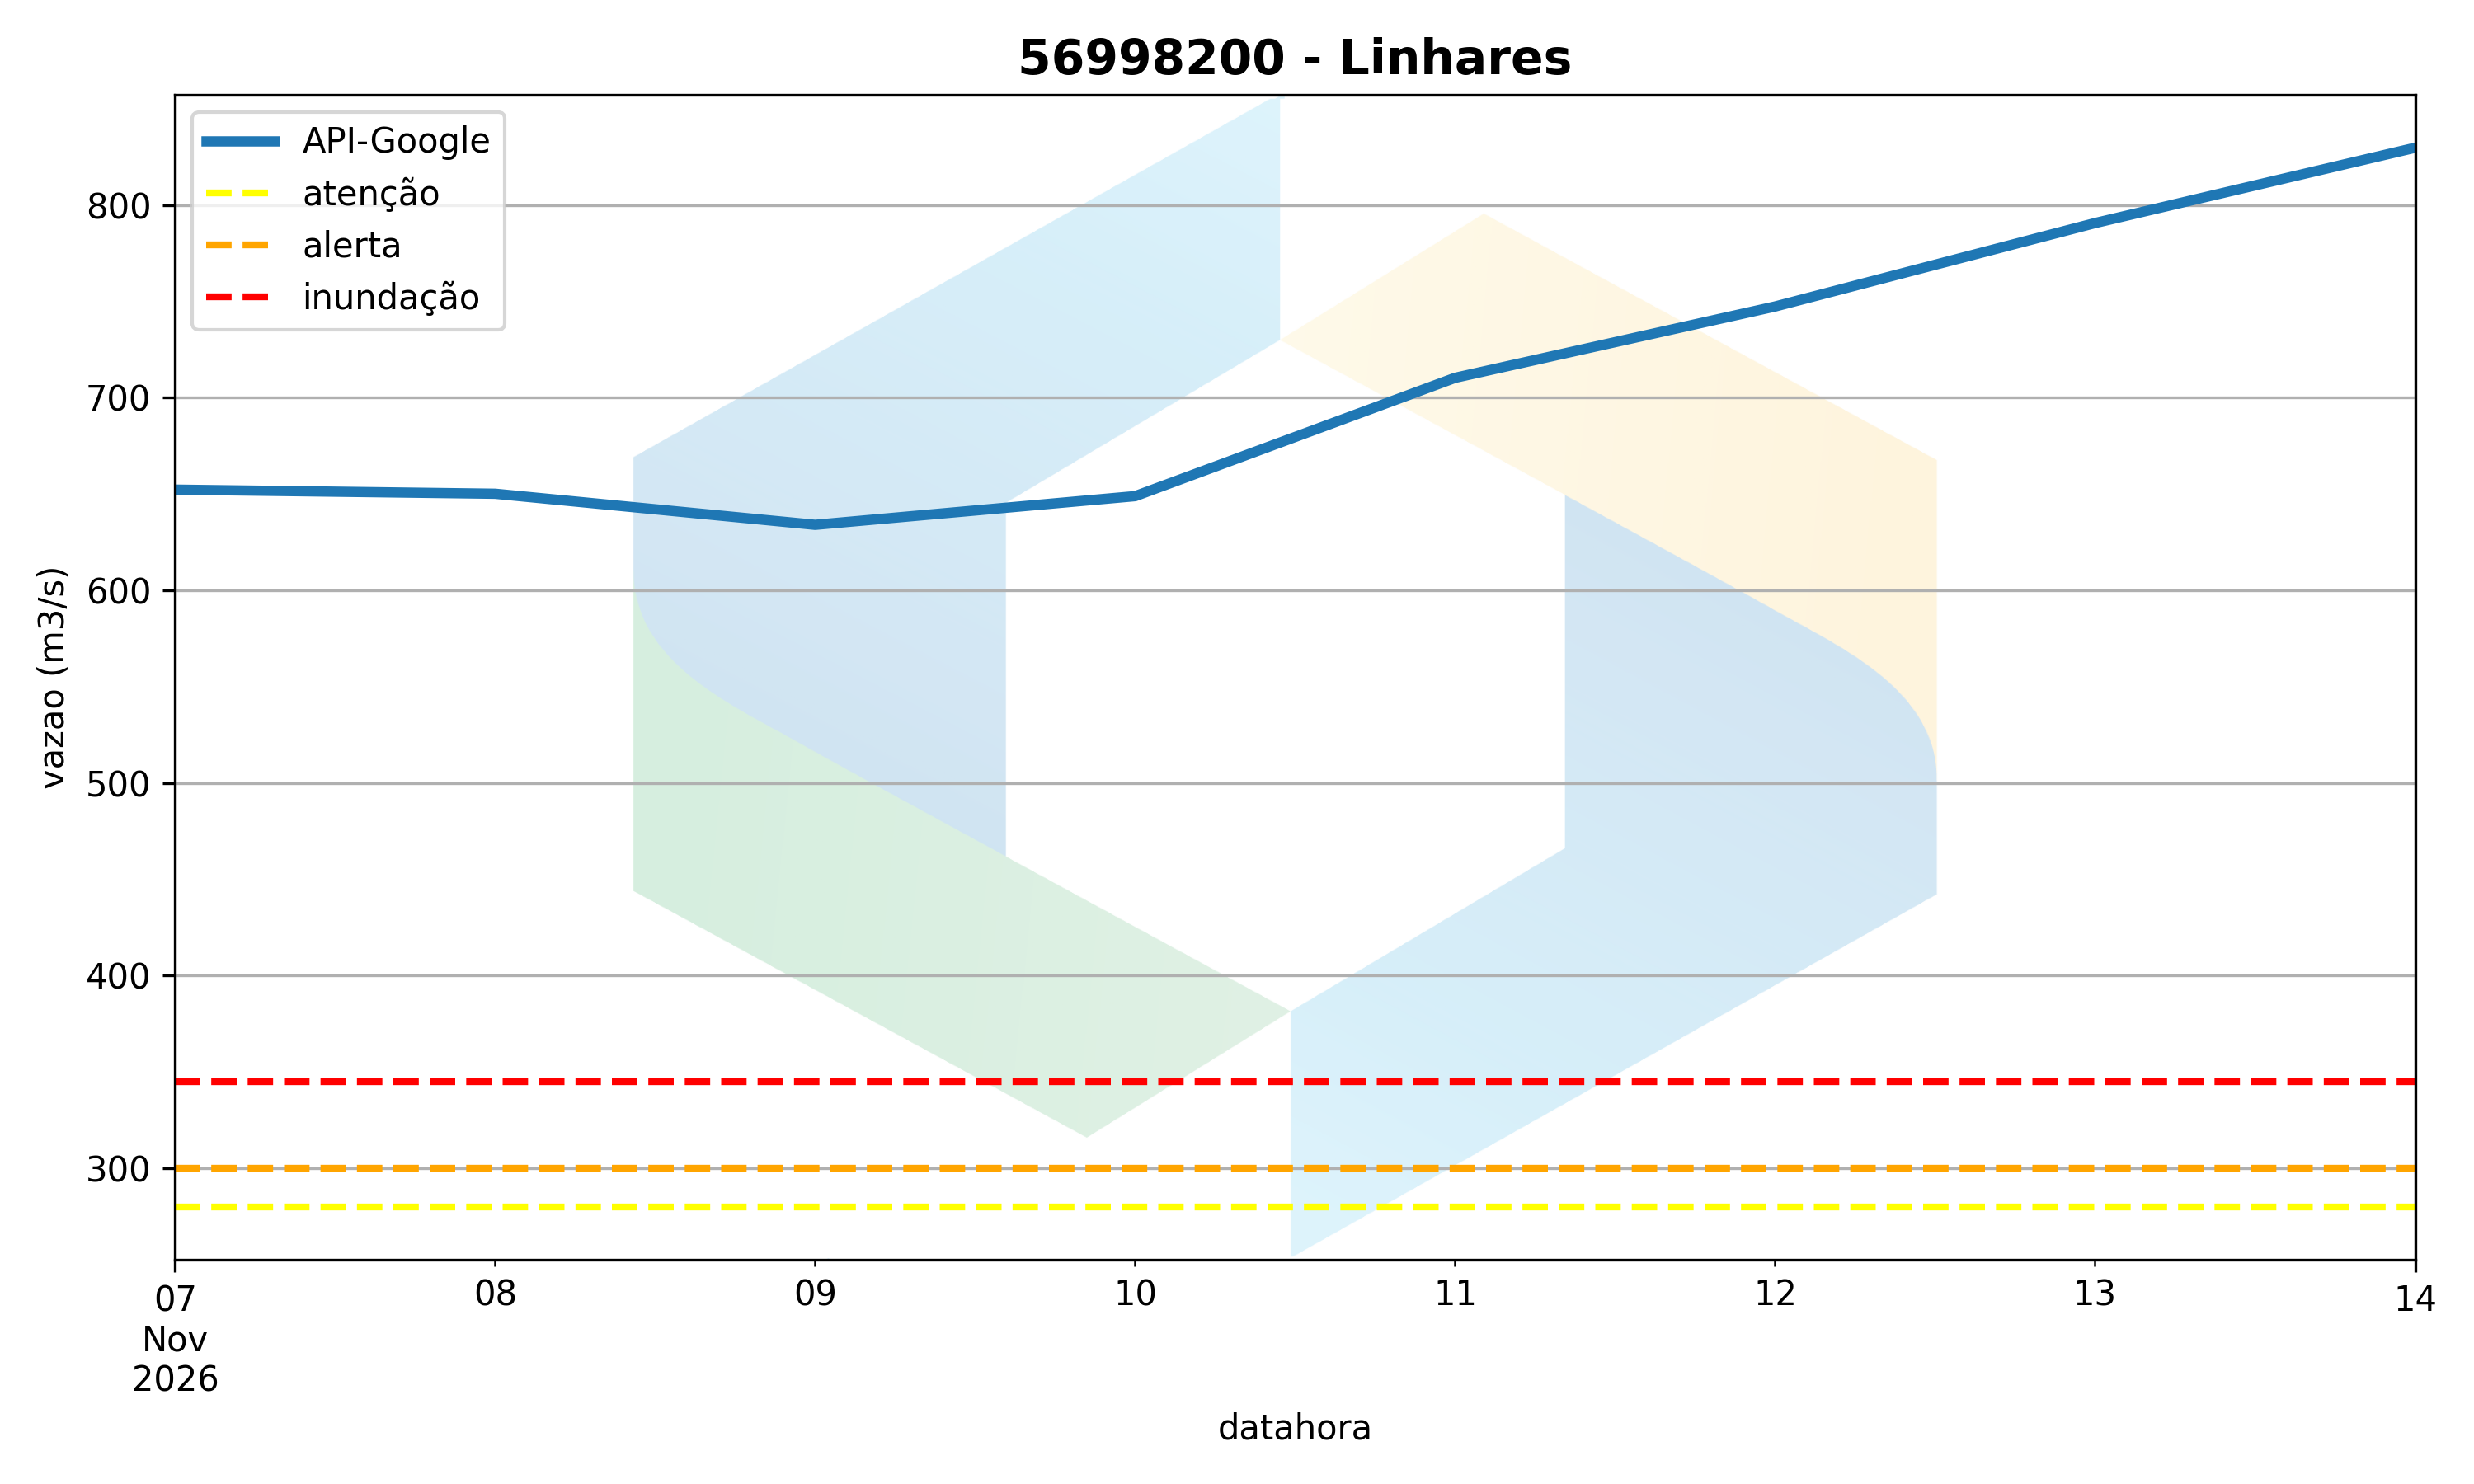 56998200 - Linhares
API-Google
atenção
alerta
inundação
vazao (m3/s)
800
700
600
500
400
300
07
08
09
10
11
12
13
14
Nov
2026
datahora